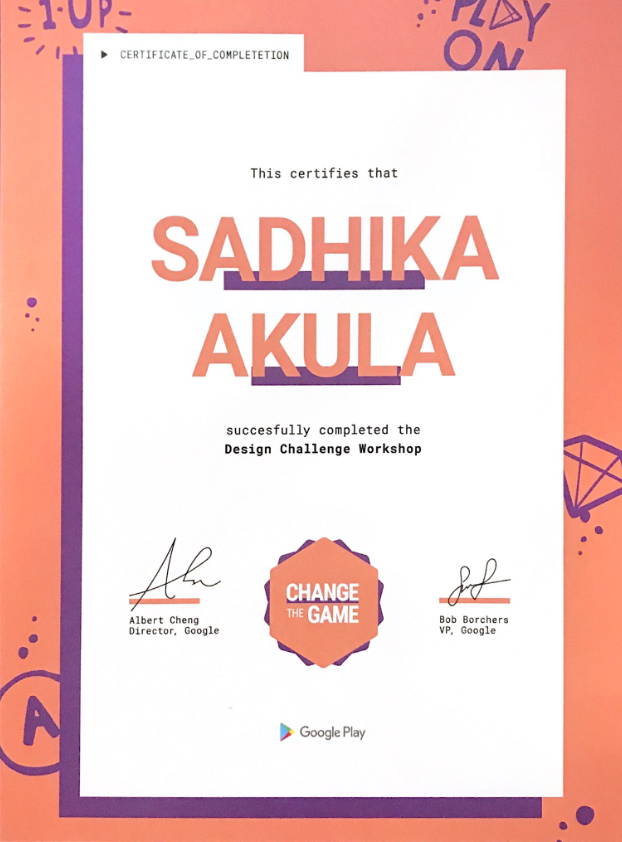 1-UP
PLAY
ON
CERTIFICATE_OF_COMPLETETION
This certifies that
SADHIKA
AKULA
succesfully completed the
Design Challenge Workshop
CHANGE
THE GAME
Albert Cheng
Director, Google
Bob Borchers
VP, Google
A
Google Play